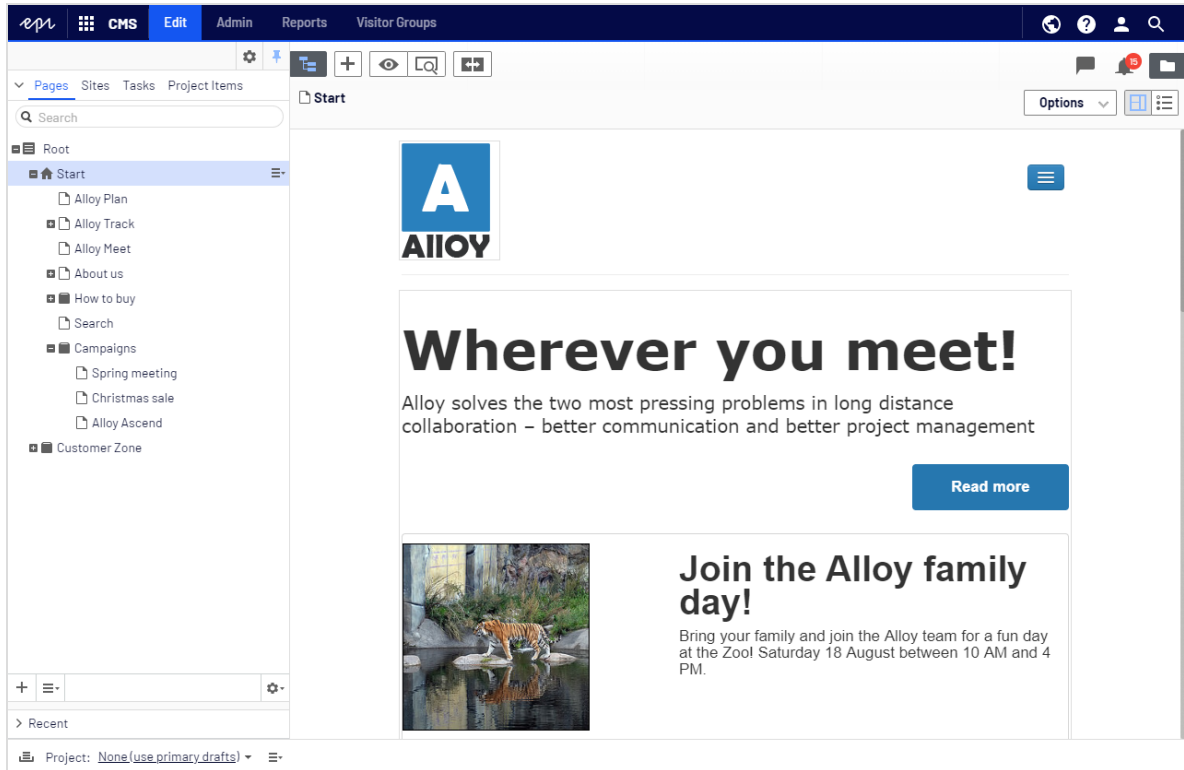 epi CMS Edit Admin Reports Visitor Groups
15
Pages Sites Tasks Project Items
Start
Options
Search
Root
Start
Alloy Plan
Alloy Track
Alloy Meet
About us
How to buy
Search
Campaigns
Spring meeting
Christmas sale
Alloy Ascend
Customer Zone
Recent
Project: None (use primary drafts)
A
Alloy
Wherever you meet!
Alloy solves the two most pressing problems in long distance
collaboration – better communication and better project management
Read more
Join the Alloy family
day!
Bring your family and join the Alloy team for a fun day
at the Zoo! Saturday 18 August between 10 AM and 4
PM.